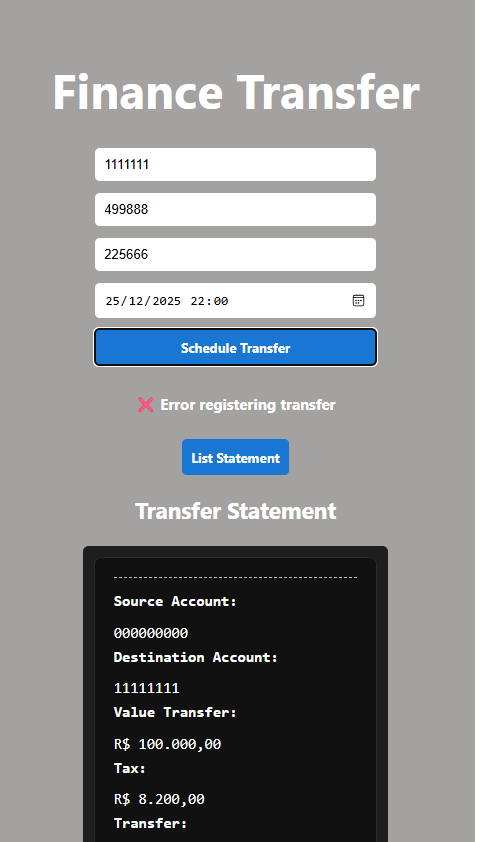 Finance Transfer
1111111
499888
225666
25/12/2025 22:00
Schedule Transfer
❌ Error registering transfer
List Statement
Transfer Statement
--------------------------------------------------
Source Account:
000000000
Destination Account:
11111111
Value Transfer:
R$ 100.000,00
Tax:
R$ 8.200,00
Transfer: